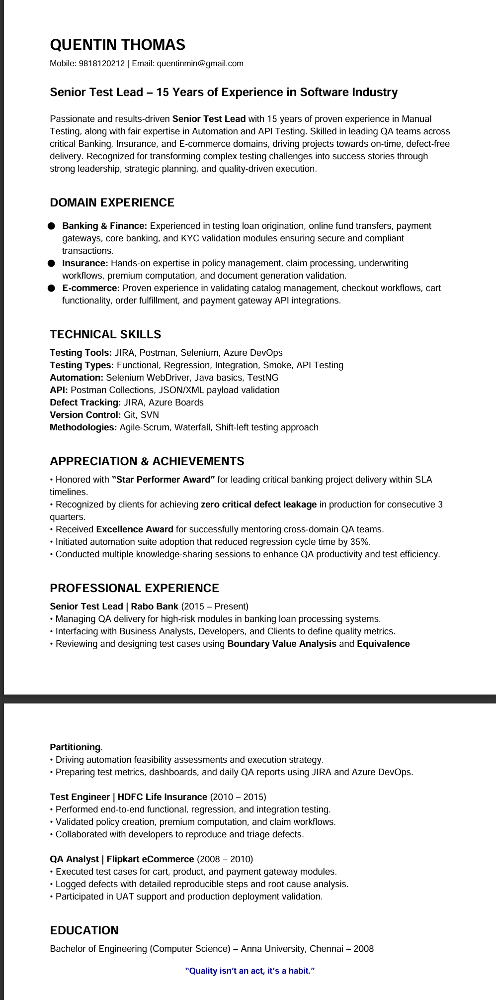 QUENTIN THOMAS
Mobile: 9818120212 | Email: quentinmin@gmail.com
Senior Test Lead – 15 Years of Experience in Software Industry
Passionate and results-driven Senior Test Lead with 15 years of proven experience in Manual
Testing, along with fair expertise in Automation and API Testing. Skilled in leading QA teams across
critical Banking, Insurance, and E-commerce domains, driving projects towards on-time, defect-free
delivery. Recognized for transforming complex testing challenges into success stories through
strong leadership, strategic planning, and quality-driven execution.
DOMAIN EXPERIENCE
● Banking & Finance: Experienced in testing loan origination, online fund transfers, payment
gateways, core banking, and KYC validation modules ensuring secure and compliant
transactions.
● Insurance: Hands-on expertise in policy management, claim processing, underwriting
workflows, premium computation, and document generation validation.
● E-commerce: Proven experience in validating catalog management, checkout workflows, cart
functionality, order fulfillment, and payment gateway API integrations.
TECHNICAL SKILLS
Testing Tools: JIRA, Postman, Selenium, Azure DevOps
Testing Types: Functional, Regression, Integration, Smoke, API Testing
Automation: Selenium WebDriver, Java basics, TestNG
API: Postman Collections, JSON/XML payload validation
Defect Tracking: JIRA, Azure Boards
Version Control: Git, SVN
Methodologies: Agile-Scrum, Waterfall, Shift-left testing approach
APPRECIATION & ACHIEVEMENTS
• Honored with “Star Performer Award” for leading critical banking project delivery within SLA
timelines.
• Recognized by clients for achieving zero critical defect leakage in production for consecutive 3
quarters.
• Received Excellence Award for successfully mentoring cross-domain QA teams.
• Initiated automation suite adoption that reduced regression cycle time by 35%.
• Conducted multiple knowledge-sharing sessions to enhance QA productivity and test efficiency.
PROFESSIONAL EXPERIENCE
Senior Test Lead | Rabo Bank (2015 – Present)
• Managing QA delivery for high-risk modules in banking loan processing systems.
• Interfacing with Business Analysts, Developers, and Clients to define quality metrics.
• Reviewing and designing test cases using Boundary Value Analysis and Equivalence
Partitioning.
• Driving automation feasibility assessments and execution strategy.
• Preparing test metrics, dashboards, and daily QA reports using JIRA and Azure DevOps.
Test Engineer | HDFC Life Insurance (2010 – 2015)
• Performed end-to-end functional, regression, and integration testing.
• Validated policy creation, premium computation, and claim workflows.
• Collaborated with developers to reproduce and triage defects.
QA Analyst | Flipkart eCommerce (2008 – 2010)
• Executed test cases for cart, product, and payment gateway modules.
• Logged defects with detailed reproducible steps and root cause analysis.
• Participated in UAT support and production deployment validation.
EDUCATION
Bachelor of Engineering (Computer Science) – Anna University, Chennai – 2008
“Quality isn’t an act, it’s a habit.”